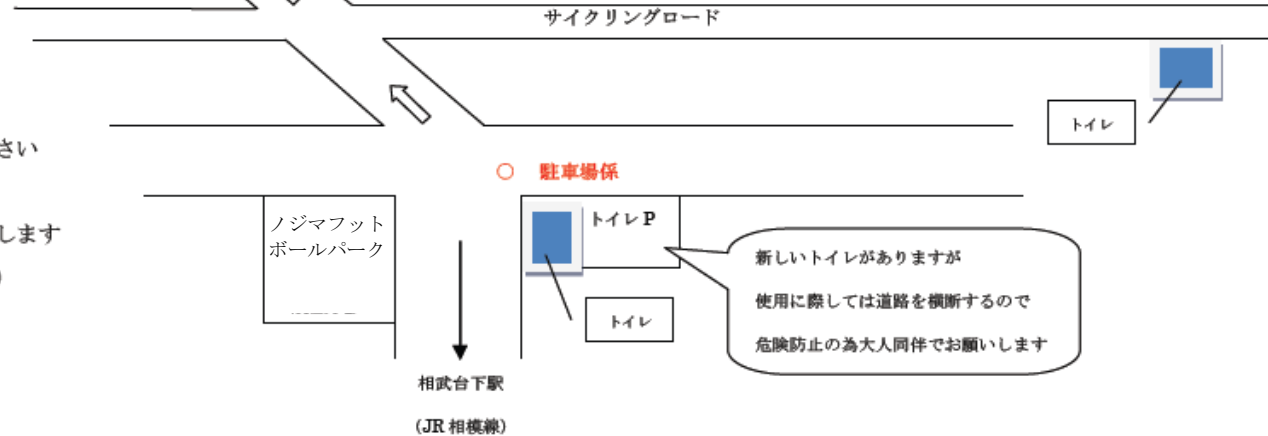 サイクリングロード
トイレ
さい
駐車場係
します
）
ノジマフット
ボールパーク
トイレ P
新しいトイレがありますが
使用に際しては道路を横断するので
危険防止の為大人同伴でお願いします
トイレ
相武台下駅
(JR 相模線)